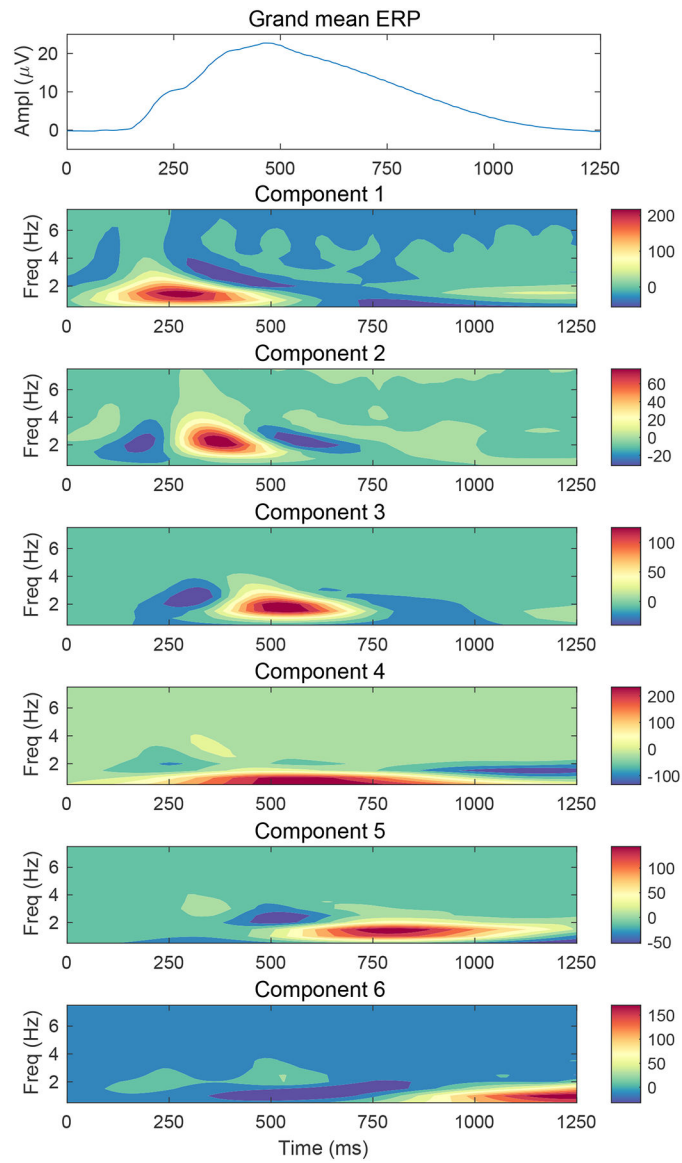 Grand mean ERP
Ampl (μV)
20
10
0
0 250 500 750 1000 1250
Component 1
Freq (Hz)
6
4
2
0 250 500 750 1000 1250
200
100
0
Component 2
Freq (Hz)
6
4
2
0 250 500 750 1000 1250
60
40
20
0
-20
Component 3
Freq (Hz)
6
4
2
0 250 500 750 1000 1250
100
50
0
Component 4
Freq (Hz)
6
4
2
0 250 500 750 1000 1250
200
100
0
-100
Component 5
Freq (Hz)
6
4
2
0 250 500 750 1000 1250
100
50
0
-50
Component 6
Freq (Hz)
6
4
2
0 250 500 750 1000 1250
150
100
50
0
Time (ms)